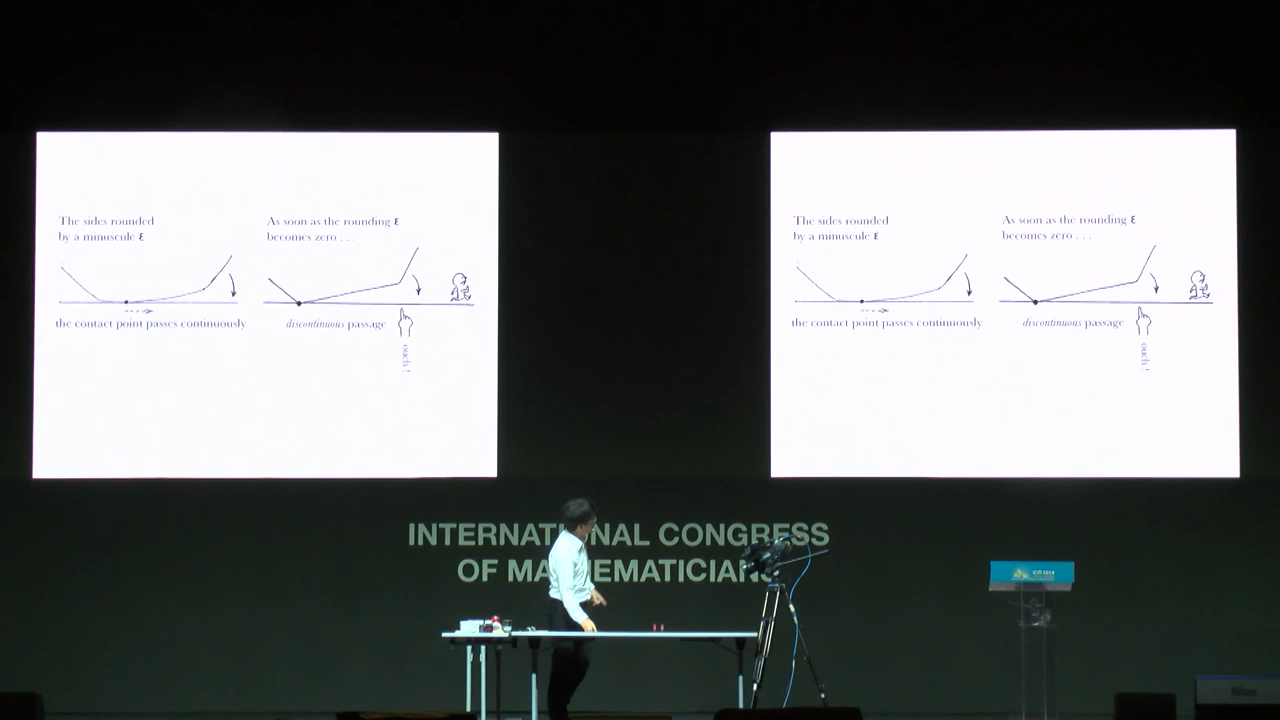 The sides rounded
by a minuscule ε
As soon as the rounding ε
becomes zero . . .
the contact point passes continuously
discontinuous passage
ouch !
The sides rounded
by a minuscule ε
As soon as the rounding ε
becomes zero . . .
the contact point passes continuously
discontinuous passage
ouch !
INTERNATIONAL CONGRESS
OF MATHEMATICIANS
ICM 2018